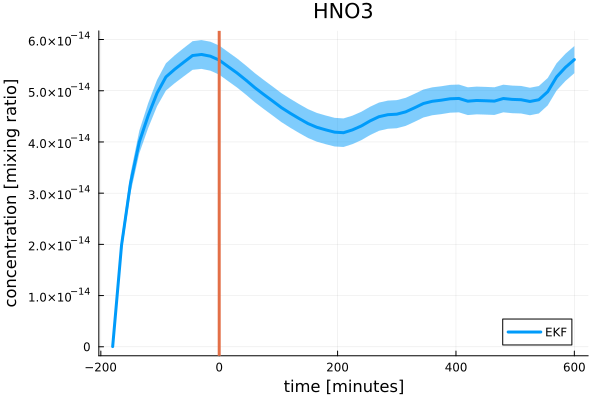 HNO3
concentration [mixing ratio]
6.0×10⁻¹⁴
5.0×10⁻¹⁴
4.0×10⁻¹⁴
3.0×10⁻¹⁴
2.0×10⁻¹⁴
1.0×10⁻¹⁴
0
EKF
−200 0 200 400 600
time [minutes]